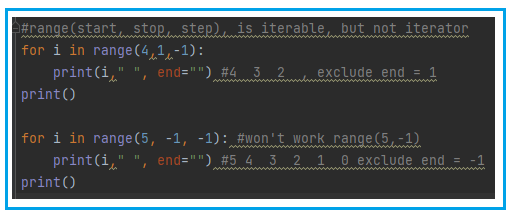 #range(start, stop, step), is iterable, but not iterator
for i in range(4,1,-1):
    print(i," ", end="") #4  3  2  , exclude end = 1
print()
for i in range(5, -1, -1): #won't work range(5,-1)
    print(i," ", end="") #5 4  3  2  1  0 exclude end = -1
print()